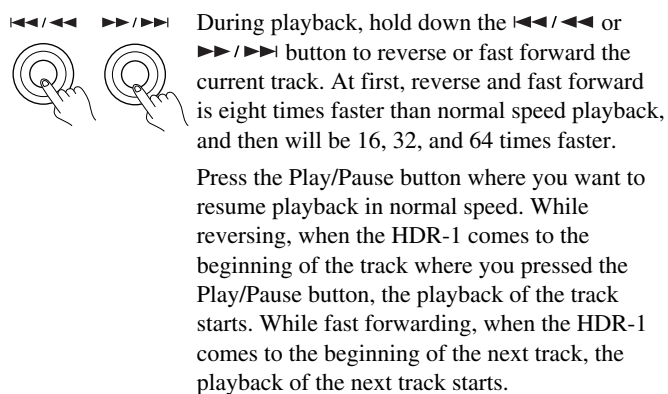 ⏮◄◄/◄◄ ►►/►►⏭
During playback, hold down the ⏮◄◄/◄◄ or
►►/►►⏭ button to reverse or fast forward the
current track. At first, reverse and fast forward
is eight times faster than normal speed playback,
and then will be 16, 32, and 64 times faster.
Press the Play/Pause button where you want to
resume playback in normal speed. While
reversing, when the HDR-1 comes to the
beginning of the track where you pressed the
Play/Pause button, the playback of the track
starts. While fast forwarding, when the HDR-1
comes to the beginning of the next track, the
playback of the next track starts.